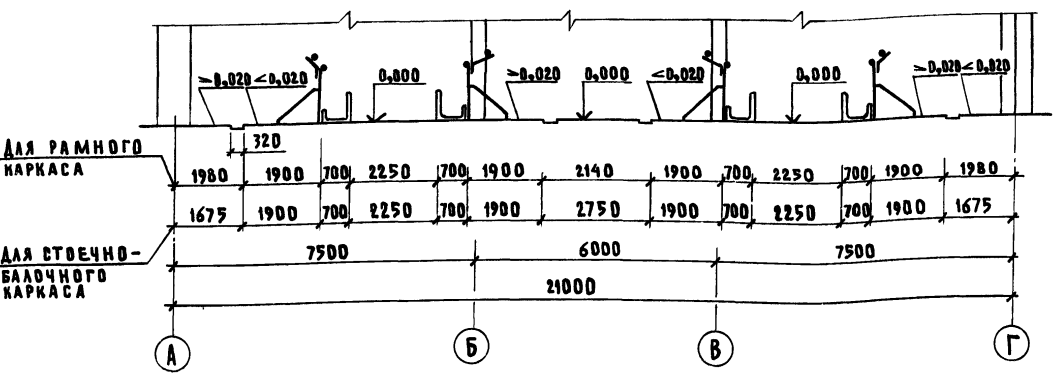 ≥0,020 ≤0,020 0,000 ≥0,020 0,000 ≤0,020 0,000 ≥0,020 ≤0,020
320
ДЛЯ РАМНОГО
КАРКАСА
1980 1900 700 2250 700 1900 2140 1900 700 2250 700 1900 1980
1675 1900 700 2250 700 1900 2750 1900 700 2250 700 1900 1675
ДЛЯ СТОЕЧНО-
БАЛОЧНОГО
КАРКАСА
7500 6000 7500
21000
А Б В Г